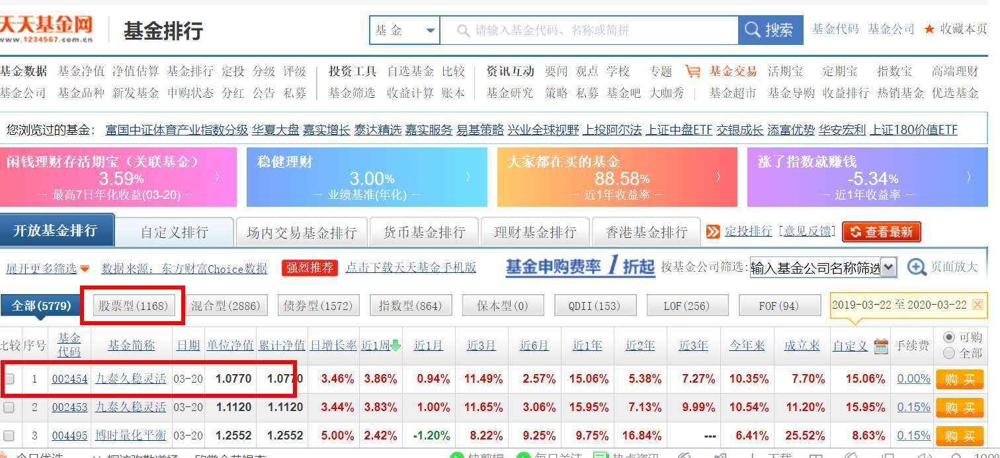 天天基金网
www.1234567.com.cn
基金排行
基金 请输入基金代码、名称或简拼 搜索 基金代码 基金公司 ★ 收藏本页
基金数据 基金净值 净值估算 基金排行 定投 分级 评级 投资工具 自选基金 比较 资讯互动 要闻 观点 学校 专题 基金交易 活期宝 定期宝 指数宝 高端理财
基金公司 基金品种 新发基金 申购状态 分红 公告 私募 基金筛选 收益计算 账本 基金研究 策略 私募 基金吧 大咖秀 基金超市 基金导购 收益排行 热销基金 优选基金
您浏览过的基金: 富国中证体育产业指数分级 华夏大盘 嘉实增长 泰达精选 嘉实服务 易基策略 兴业全球视野 上投阿尔法 上证中盘ETF 交银成长 添富优势 华安宏利 上证180价值ETF
闲钱理财存活期宝（关联基金）
3.59%
最高7日年化收益(03-20)
稳健理财
3.00%
业绩基准(年化)
大家都在买的基金
88.58%
近1年收益率
涨了指数就赚钱
-5.34%
近1年收益率
开放基金排行 自定义排行 场内交易基金排行 货币基金排行 理财基金排行 香港基金排行 定投排行 [意见反馈] 查看最新
展开更多筛选 数据来源：东方财富Choice数据 强烈推荐 点击下载天天基金手机版 基金申购费率1折起 按基金公司筛选: 输入基金公司名称筛选 页面放大
全部(5779) 股票型(1168) 混合型(2886) 债券型(1572) 指数型(864) 保本型(0) QDII(153) LOF(256) FOF(94) 2019-03-22 至 2020-03-22
比较 序号 基金代码 基金简称 日期 单位净值 累计净值 日增长率 近1周 近1月 近3月 近6月 近1年 近2年 近3年 今年来 成立来 自定义 手续费 可购 全部
1 002454 九泰久稳灵活 03-20 1.0770 1.0770 3.46% 3.86% 0.94% 11.49% 2.57% 15.06% 5.38% 7.27% 10.35% 7.70% 15.06% 0.00% 购买
2 002453 九泰久稳灵活 03-20 1.1120 1.1120 3.44% 3.83% 1.00% 11.65% 3.06% 15.95% 7.13% 9.99% 10.54% 11.20% 15.95% 0.15% 购买
3 004495 博时量化平衡 03-20 1.2552 1.2552 5.00% 2.42% -1.20% 8.22% 9.25% 9.75% 16.84% --- 6.41% 25.52% 8.63% 0.15% 购买
今日优选 快剪辑 每日关注 热点资讯 下载